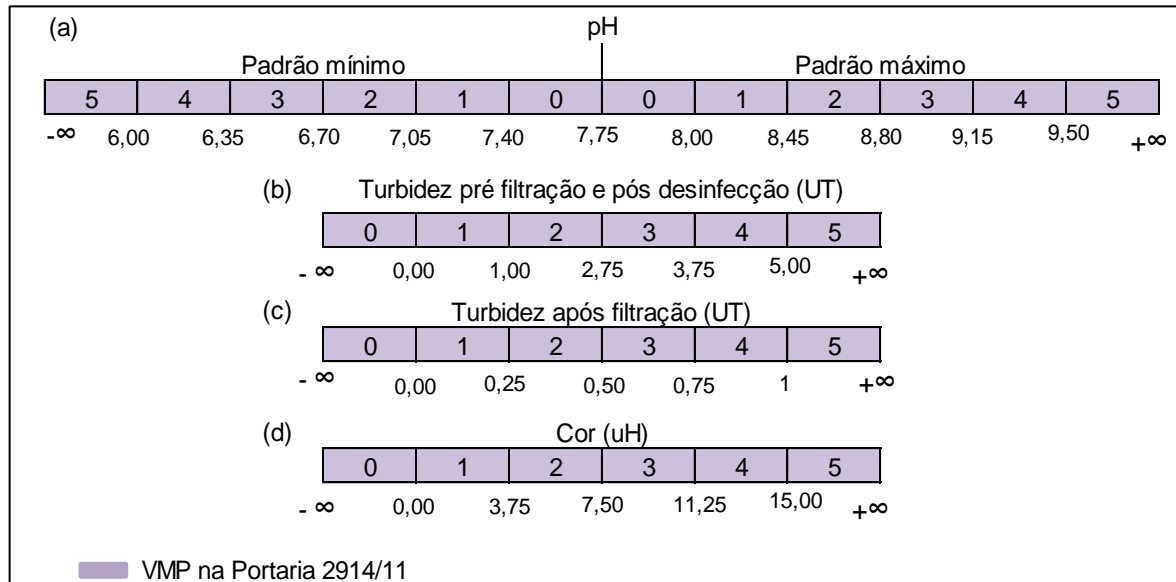 (a) pH
Padrão mínimo Padrão máximo
5 4 3 2 1 0 0 1 2 3 4 5
-∞ 6,00 6,35 6,70 7,05 7,40 7,75 8,00 8,45 8,80 9,15 9,50 +∞
(b) Turbidez pré filtração e pós desinfecção (UT)
0 1 2 3 4 5
- ∞ 0,00 1,00 2,75 3,75 5,00 +∞
(c) Turbidez após filtração (UT)
0 1 2 3 4 5
- ∞ 0,00 0,25 0,50 0,75 1 +∞
(d) Cor (uH)
0 1 2 3 4 5
- ∞ 0,00 3,75 7,50 11,25 15,00 +∞
VMP na Portaria 2914/11